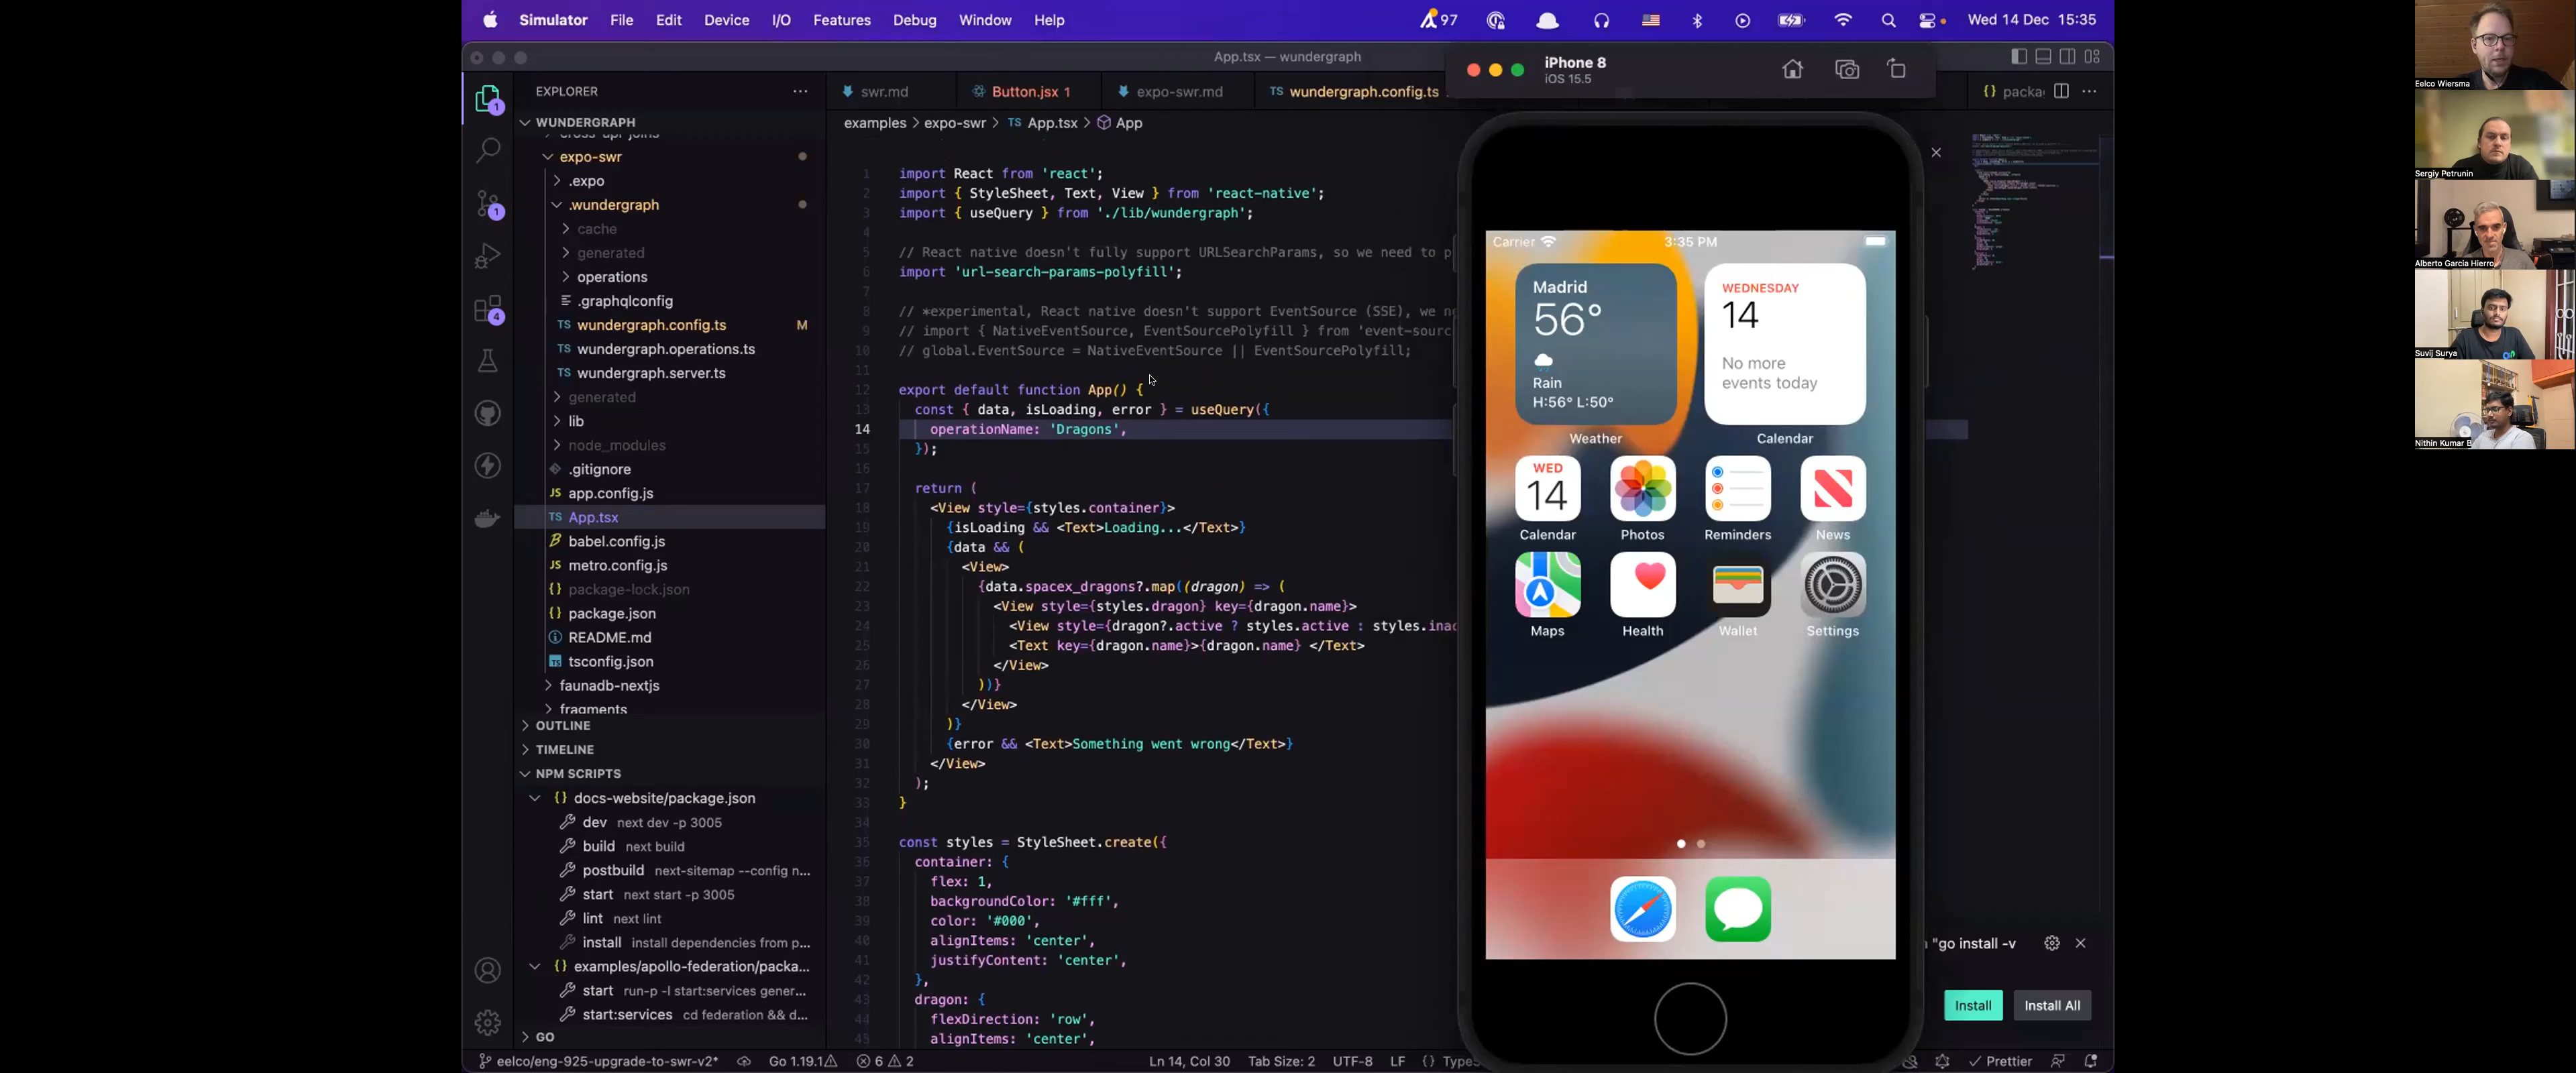 Simulator File Edit Device I/O Features Debug Window Help
97
Wed 14 Dec 15:35
App.tsx — wundergraph
EXPLORER
swr.md
Button.jsx 1
expo-swr.md
TS wundergraph.config.ts
{} packa
WUNDERGRAPH
examples > expo-swr > TS App.tsx > App
cross-api-joins
expo-swr
.expo
.wundergraph
cache
generated
operations
.graphqlconfig
TS wundergraph.config.ts M
TS wundergraph.operations.ts
TS wundergraph.server.ts
generated
lib
node_modules
.gitignore
JS app.config.js
TS App.tsx
babel.config.js
JS metro.config.js
{} package-lock.json
{} package.json
README.md
tsconfig.json
faunadb-nextjs
fragments
OUTLINE
TIMELINE
NPM SCRIPTS
{} docs-website/package.json
dev next dev -p 3005
build next build
postbuild next-sitemap --config n...
start next start -p 3005
lint next lint
install install dependencies from p...
{} examples/apollo-federation/packa...
start run-p -l start:services gener...
start:services cd federation && d...
GO
1
1
4
1 import React from 'react';
2 import { StyleSheet, Text, View } from 'react-native';
3 import { useQuery } from './lib/wundergraph';
4
5 // React native doesn't fully support URLSearchParams, so we need to p
6 import 'url-search-params-polyfill';
7
8 // *experimental, React native doesn't support EventSource (SSE), we n
9 // import { NativeEventSource, EventSourcePolyfill } from 'event-sourc
10 // global.EventSource = NativeEventSource || EventSourcePolyfill;
11
12 export default function App() {
13 const { data, isLoading, error } = useQuery({
14 operationName: 'Dragons',
15 });
16
17 return (
18 <View style={styles.container}>
19 {isLoading && <Text>Loading...</Text>}
20 {data && (
21 <View>
22 {data.spacex_dragons?.map((dragon) => (
23 <View style={styles.dragon} key={dragon.name}>
24 <View style={dragon?.active ? styles.active : styles.inac
25 <Text key={dragon.name}>{dragon.name} </Text>
26 </View>
27 ))}
28 </View>
29 )}
30 {error && <Text>Something went wrong</Text>}
31 </View>
32 );
33 }
34
35 const styles = StyleSheet.create({
36 container: {
37 flex: 1,
38 backgroundColor: '#fff',
39 color: '#000',
40 alignItems: 'center',
41 justifyContent: 'center',
42 },
43 dragon: {
44 flexDirection: 'row',
45 alignItems: 'center',
iPhone 8
iOS 15.5
Carrier 3:35 PM
Madrid
56°
Rain
H:56° L:50°
Weather
WEDNESDAY
14
No more
events today
Calendar
WED
14
Calendar Photos Reminders News
Maps Health Wallet Settings
"go install -v
Install Install All
eelco/eng-925-upgrade-to-swr-v2* Go 1.19.1 6 2 Ln 14, Col 30 Tab Size: 2 UTF-8 LF {} TypeS Prettier
Eelco Wiersma
Sergiy Petrunin
Alberto Garcia Hierro
Suvij Surya
Nithin Kumar B